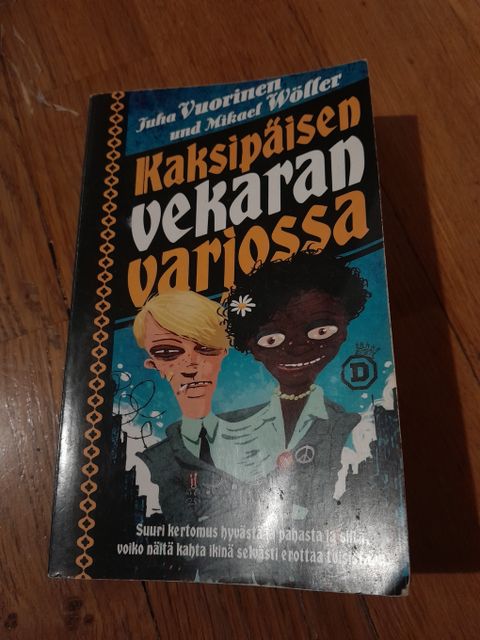 Juha Vuorinen
und Mikael Wöller
Kaksipäisen
vekaran
varjossa
D
Suuri kertomus hyvästä ja pahasta ja siitä,
voiko näitä kahta ikinä selvästi erottaa